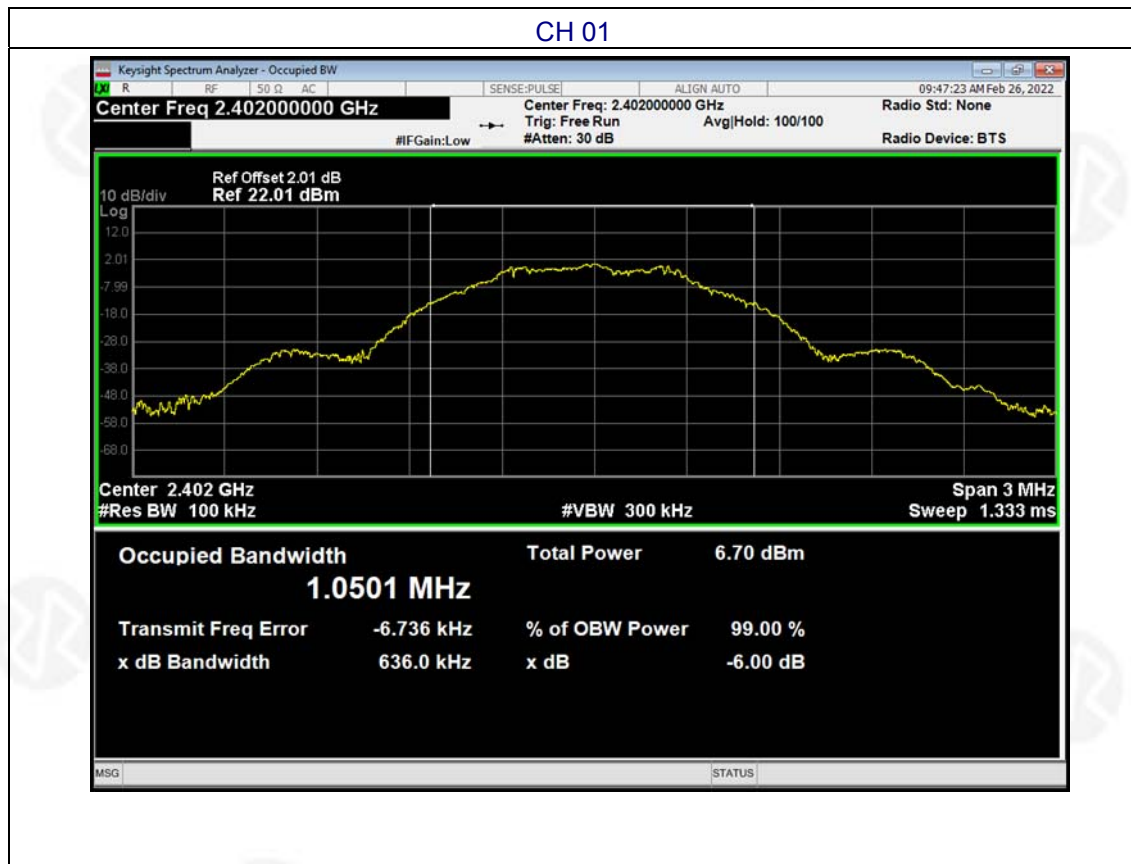 CH 01
Keysight Spectrum Analyzer - Occupied BW
LXI R RF 50 Ω AC SENSE:PULSE ALIGN AUTO 09:47:23 AM Feb 26, 2022
Center Freq 2.402000000 GHz Center Freq: 2.402000000 GHz Radio Std: None
Trig: Free Run Avg|Hold: 100/100
#IFGain:Low #Atten: 30 dB Radio Device: BTS
Ref Offset 2.01 dB
10 dB/div Ref 22.01 dBm
Log
12.0
2.01
-7.99
-18.0
-28.0
-38.0
-48.0
-58.0
-68.0
Center 2.402 GHz Span 3 MHz
#Res BW 100 kHz #VBW 300 kHz Sweep 1.333 ms
Occupied Bandwidth Total Power 6.70 dBm
1.0501 MHz
Transmit Freq Error -6.736 kHz % of OBW Power 99.00 %
x dB Bandwidth 636.0 kHz x dB -6.00 dB
MSG STATUS